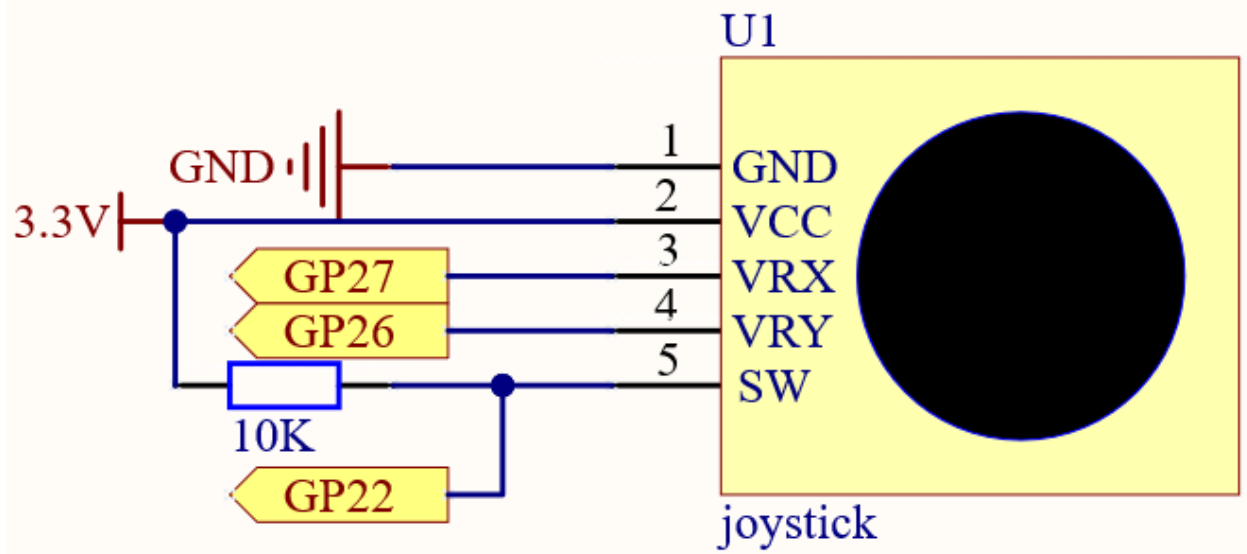 U1
1
GND
GND
2
3.3V
VCC
3
GP27
VRX
4
GP26
VRY
5
SW
10K
GP22
joystick